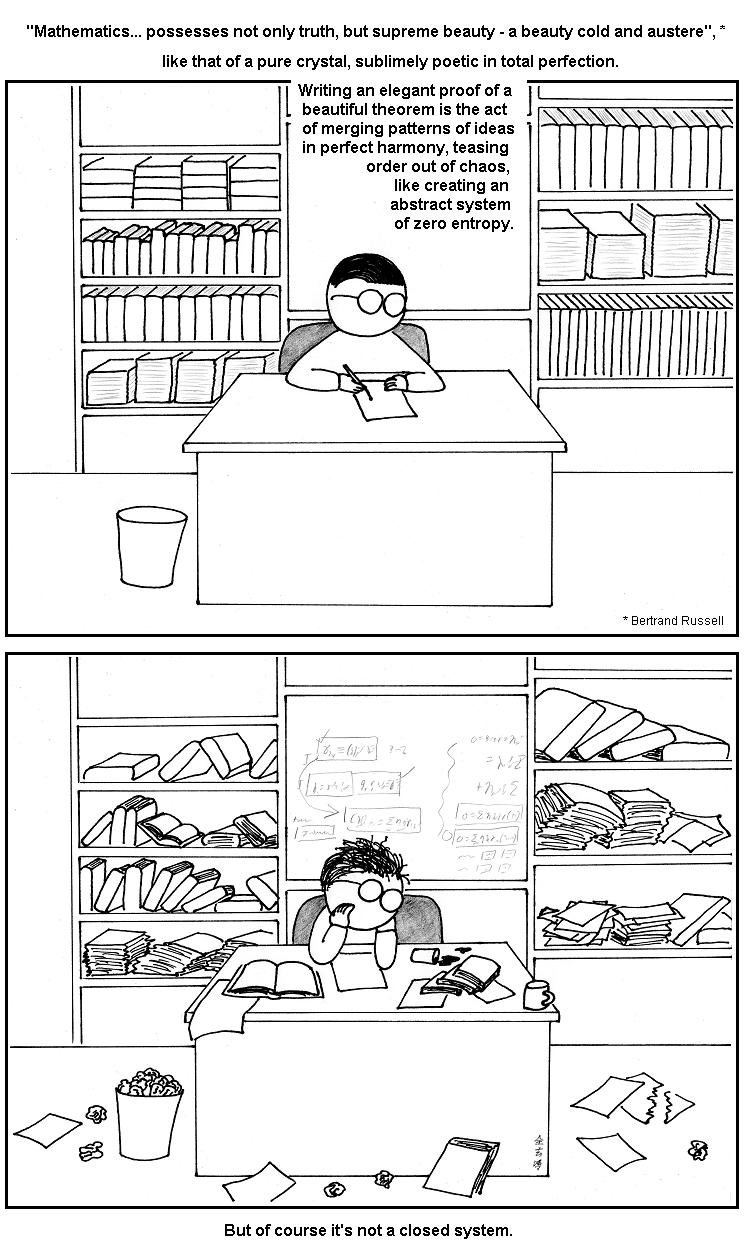 "Mathematics... possesses not only truth, but supreme beauty - a beauty cold and austere", *
like that of a pure crystal, sublimely poetic in total perfection.
Writing an elegant proof of a
beautiful theorem is the act
of merging patterns of ideas
in perfect harmony, teasing
order out of chaos,
like creating an
abstract system
of zero entropy.
* Bertrand Russell
But of course it's not a closed system.